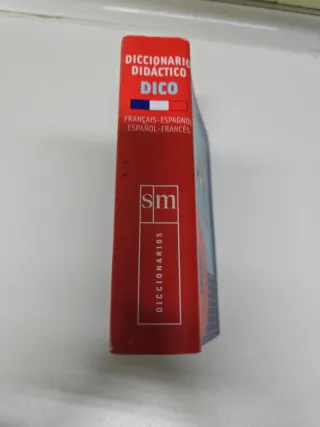 DICCIONARIO
DIDÁCTICO
DICO
FRANÇAIS-ESPAGNOL
ESPAÑOL-FRANCÉS
sm
DICCIONARIOS